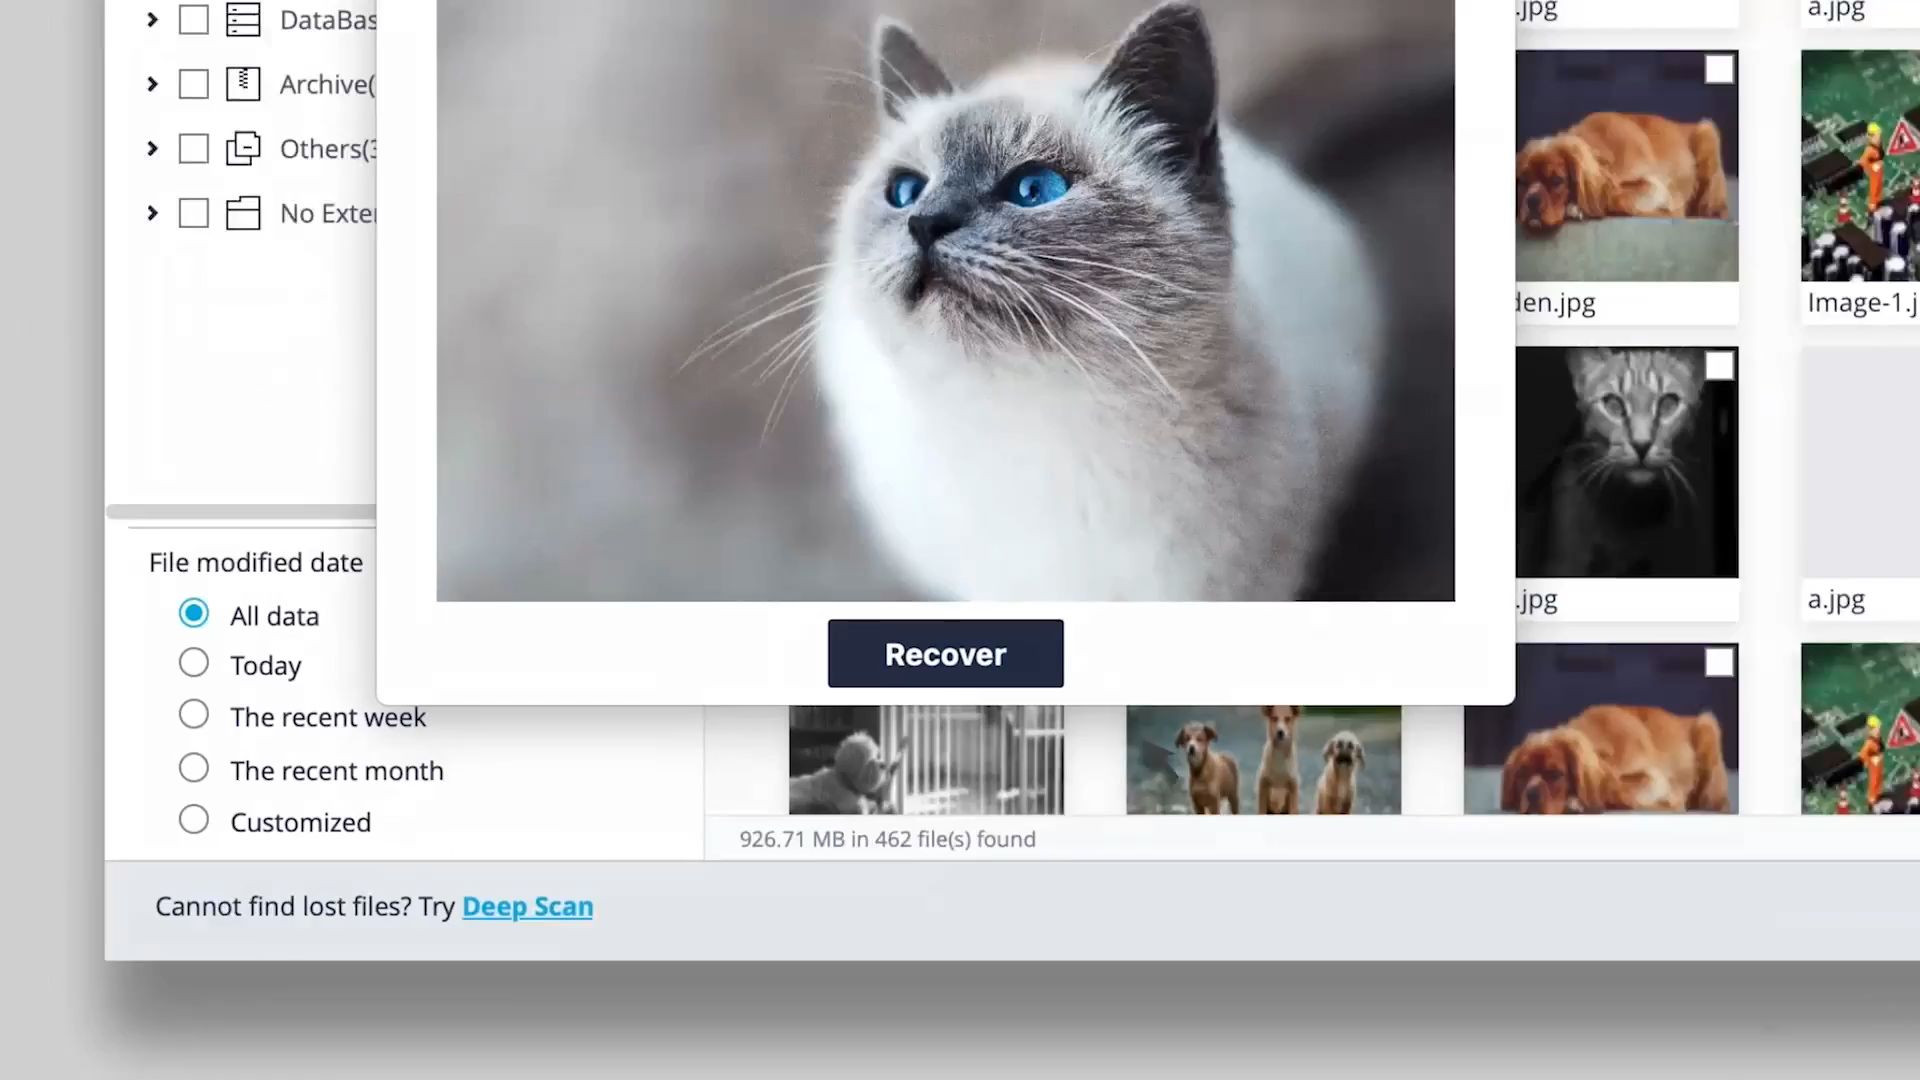 DataBas
Archive(
Others(3
No Exte
.jpg
a.jpg
den.jpg
Image-1.j
.jpg
a.jpg
File modified date
All data
Today
The recent week
The recent month
Customized
Recover
926.71 MB in 462 file(s) found
Cannot find lost files? Try Deep Scan